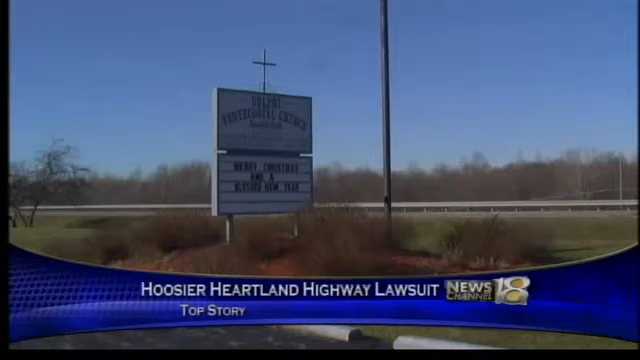 DELPHI
PENTECOSTAL CHURCH
MERRY CHRISTMAS
AND A
BLESSED NEW YEAR
HOOSIER HEARTLAND HIGHWAY LAWSUIT
NEWS 18
CHANNEL
TOP STORY